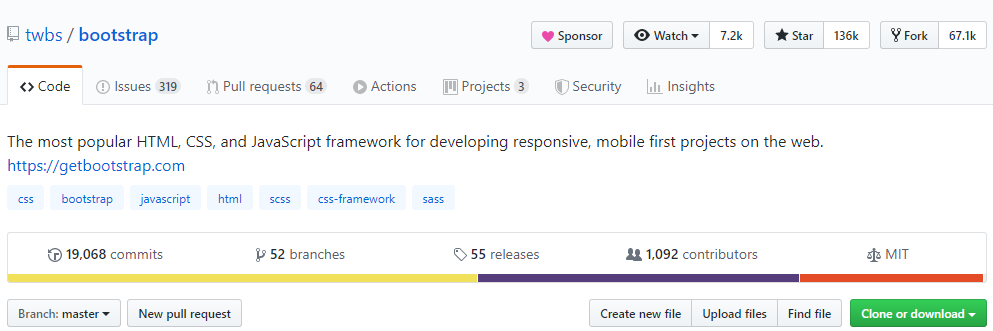 twbs / bootstrap Sponsor Watch 7.2k Star 136k Fork 67.1k
Code Issues 319 Pull requests 64 Actions Projects 3 Security Insights
The most popular HTML, CSS, and JavaScript framework for developing responsive, mobile first projects on the web.
https://getbootstrap.com
css bootstrap javascript html scss css-framework sass
19,068 commits 52 branches 55 releases 1,092 contributors MIT
Branch: master New pull request Create new file Upload files Find file Clone or download